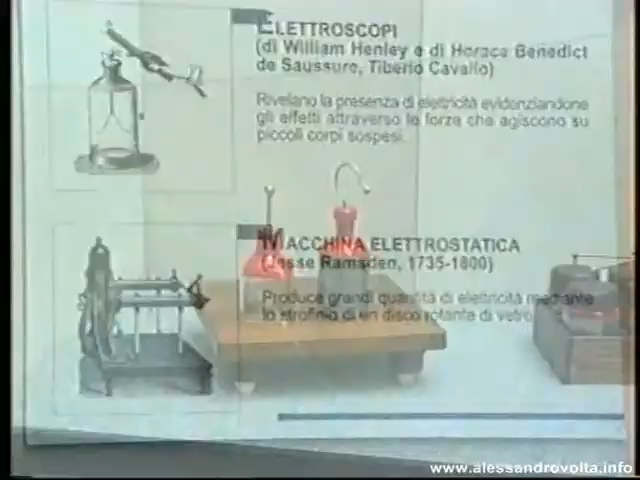 ELETTROSCOPI
(di William Henley e di Horace Benedict
de Saussure, Tiberio Cavallo)
Rivelano la presenza di elettricità evidenziandone
gli effetti attraverso le forze che agiscono su
piccoli corpi sospesi.
MACCHINA ELETTROSTATICA
(Jesse Ramsden, 1735-1800)
Produce grandi quantità di elettricità mediante
lo strofinio di un disco rotante di vetro.
www.alessandrovolta.info